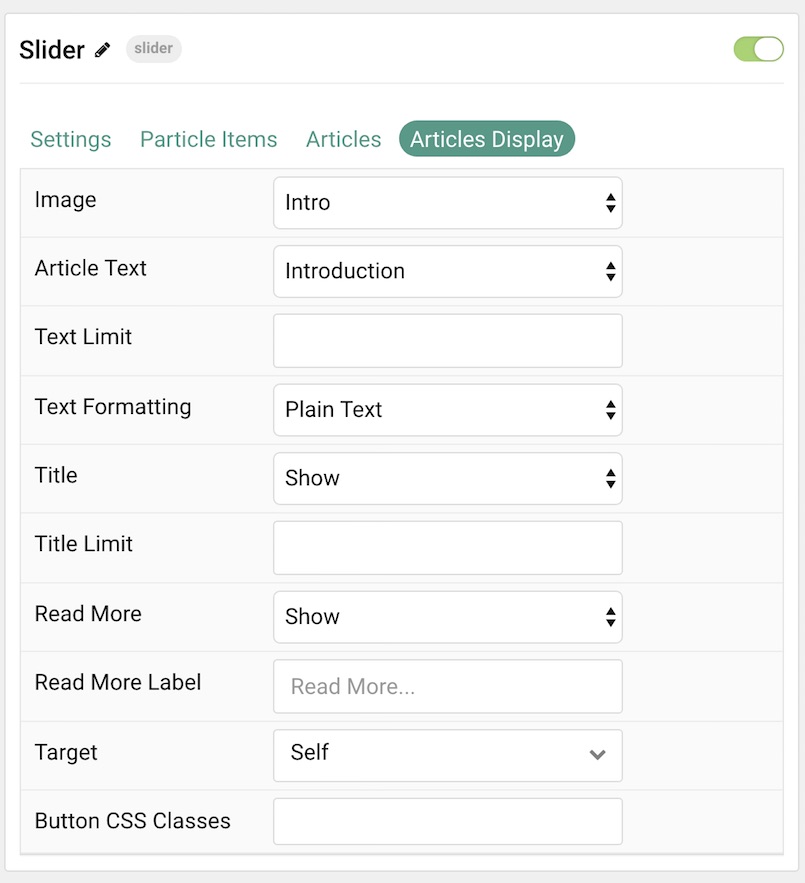 Slider slider
Settings Particle Items Articles Articles Display
Image Intro
Article Text Introduction
Text Limit
Text Formatting Plain Text
Title Show
Title Limit
Read More Show
Read More Label Read More...
Target Self
Button CSS Classes